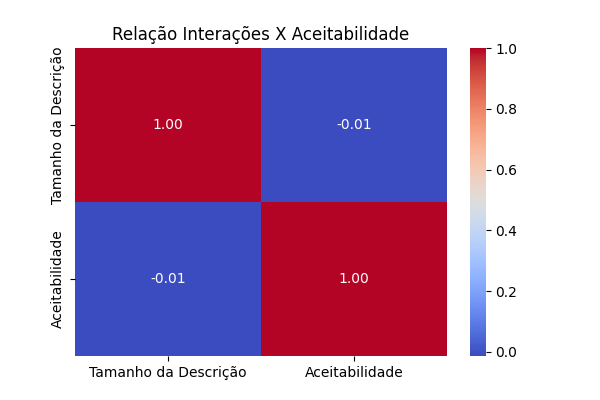 Relação Interações X Aceitabilidade
Tamanho da Descrição
Aceitabilidade
1.00
-0.01
-0.01
1.00
Tamanho da Descrição
Aceitabilidade
1.0
0.8
0.6
0.4
0.2
0.0